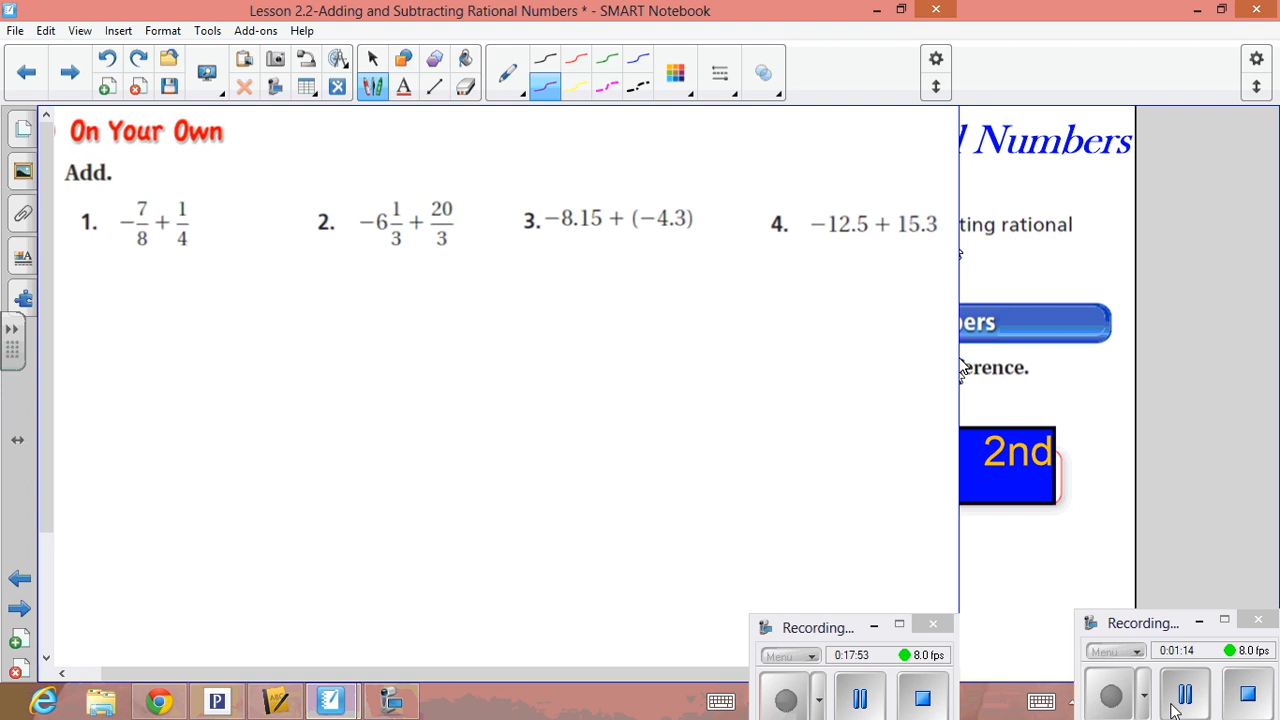 Lesson 2.2-Adding and Subtracting Rational Numbers * - SMART Notebook
File Edit View Insert Format Tools Add-ons Help
On Your Own
Add.
1. −7/8 + 1/4
2. −6 1/3 + 20/3
3. −8.15 + (−4.3)
4. −12.5 + 15.3
Numbers
ting rational
bers
erence.
2nd
Recording...
Menu
0:17:53
8.0 fps
Recording...
Menu
0:01:14
8.0 fps